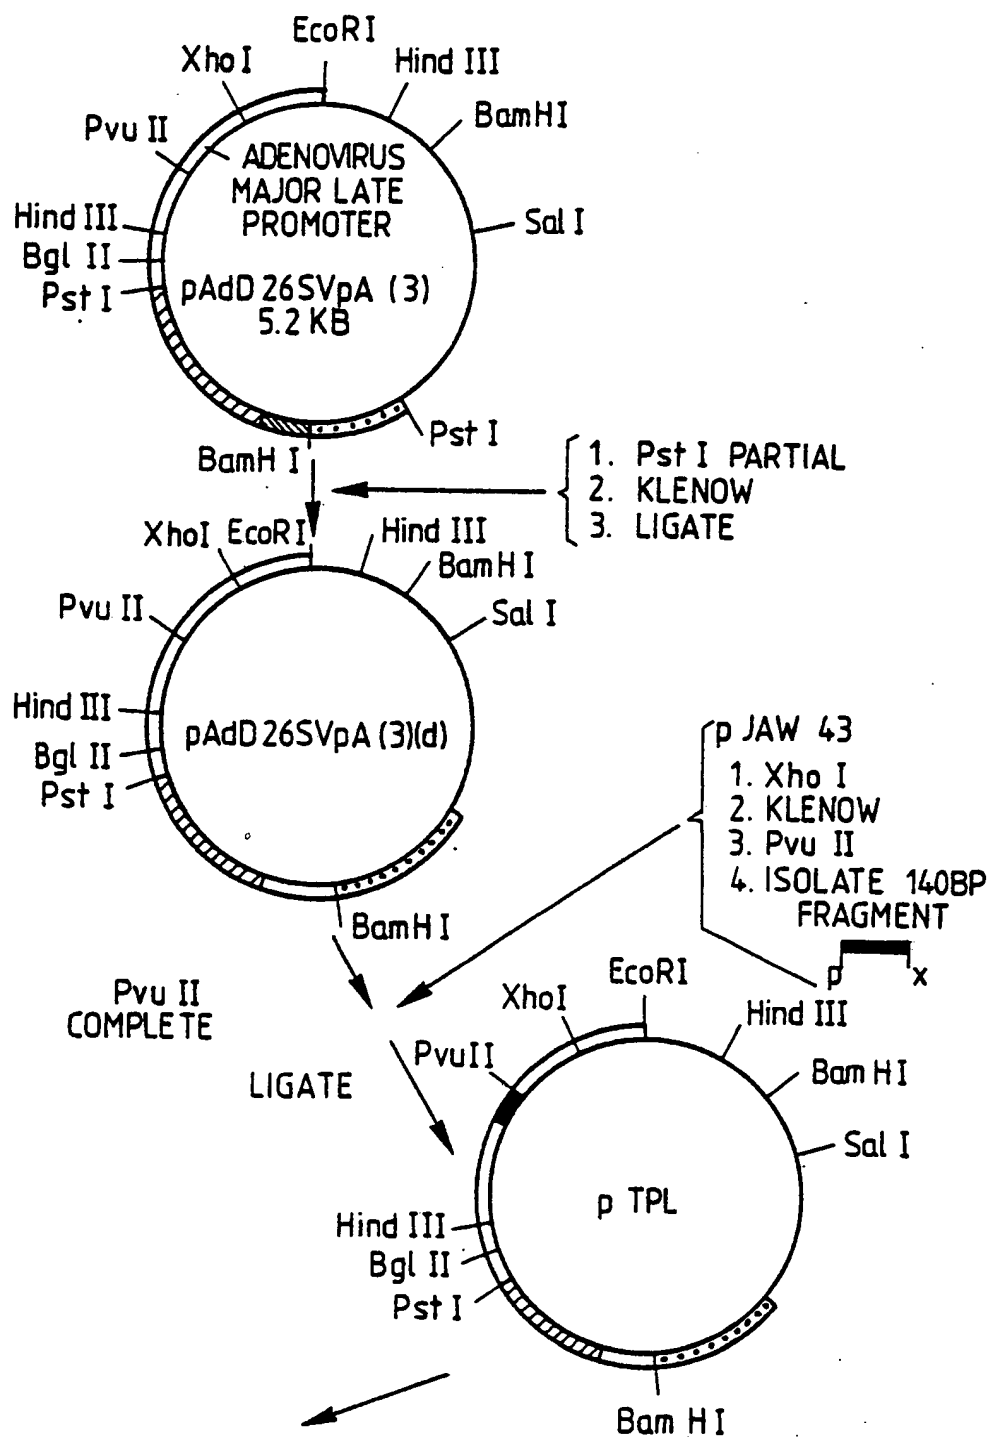 EcoRI
XhoI
Hind III
Pvu II
BamHI
ADENOVIRUS
MAJOR LATE
PROMOTER
Hind III
Sal I
Bgl II
Pst I
pAdD26SVpA (3)
5.2 KB
Pst I
BamH I
1. Pst I PARTIAL
2. KLENOW
3. LIGATE
XhoI EcoRI
Hind III
BamH I
Pvu II
Sal I
Hind III
pAdD26SVpA (3)(d)
Bgl II
Pst I
BamH I
p JAW 43
1. Xho I
2. KLENOW
3. Pvu II
4. ISOLATE 140BP
FRAGMENT
p x
Pvu II
COMPLETE
LIGATE
EcoRI
XhoI
Hind III
PvuII
Bam HI
Sal I
p TPL
Hind III
Bgl II
Pst I
Bam HI